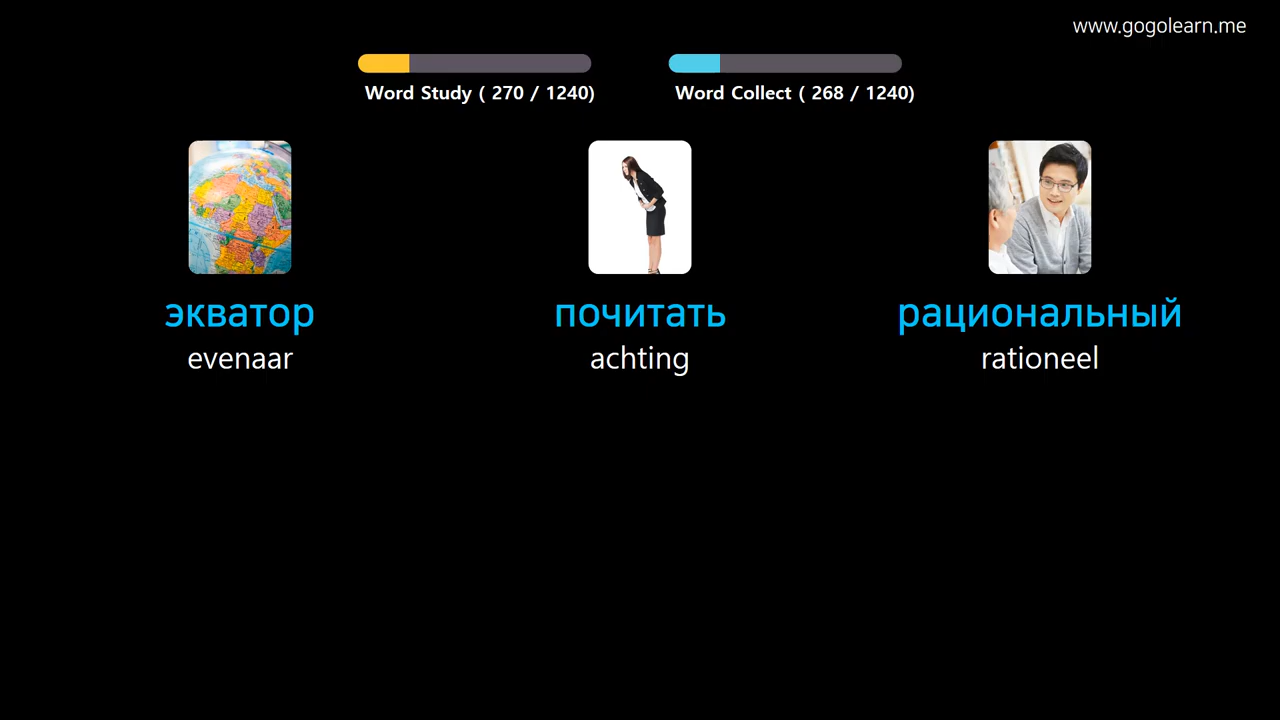 www.gogolearn.me
Word Study ( 270 / 1240)
Word Collect ( 268 / 1240)
экватор
почитать
рациональный
evenaar
achting
rationeel